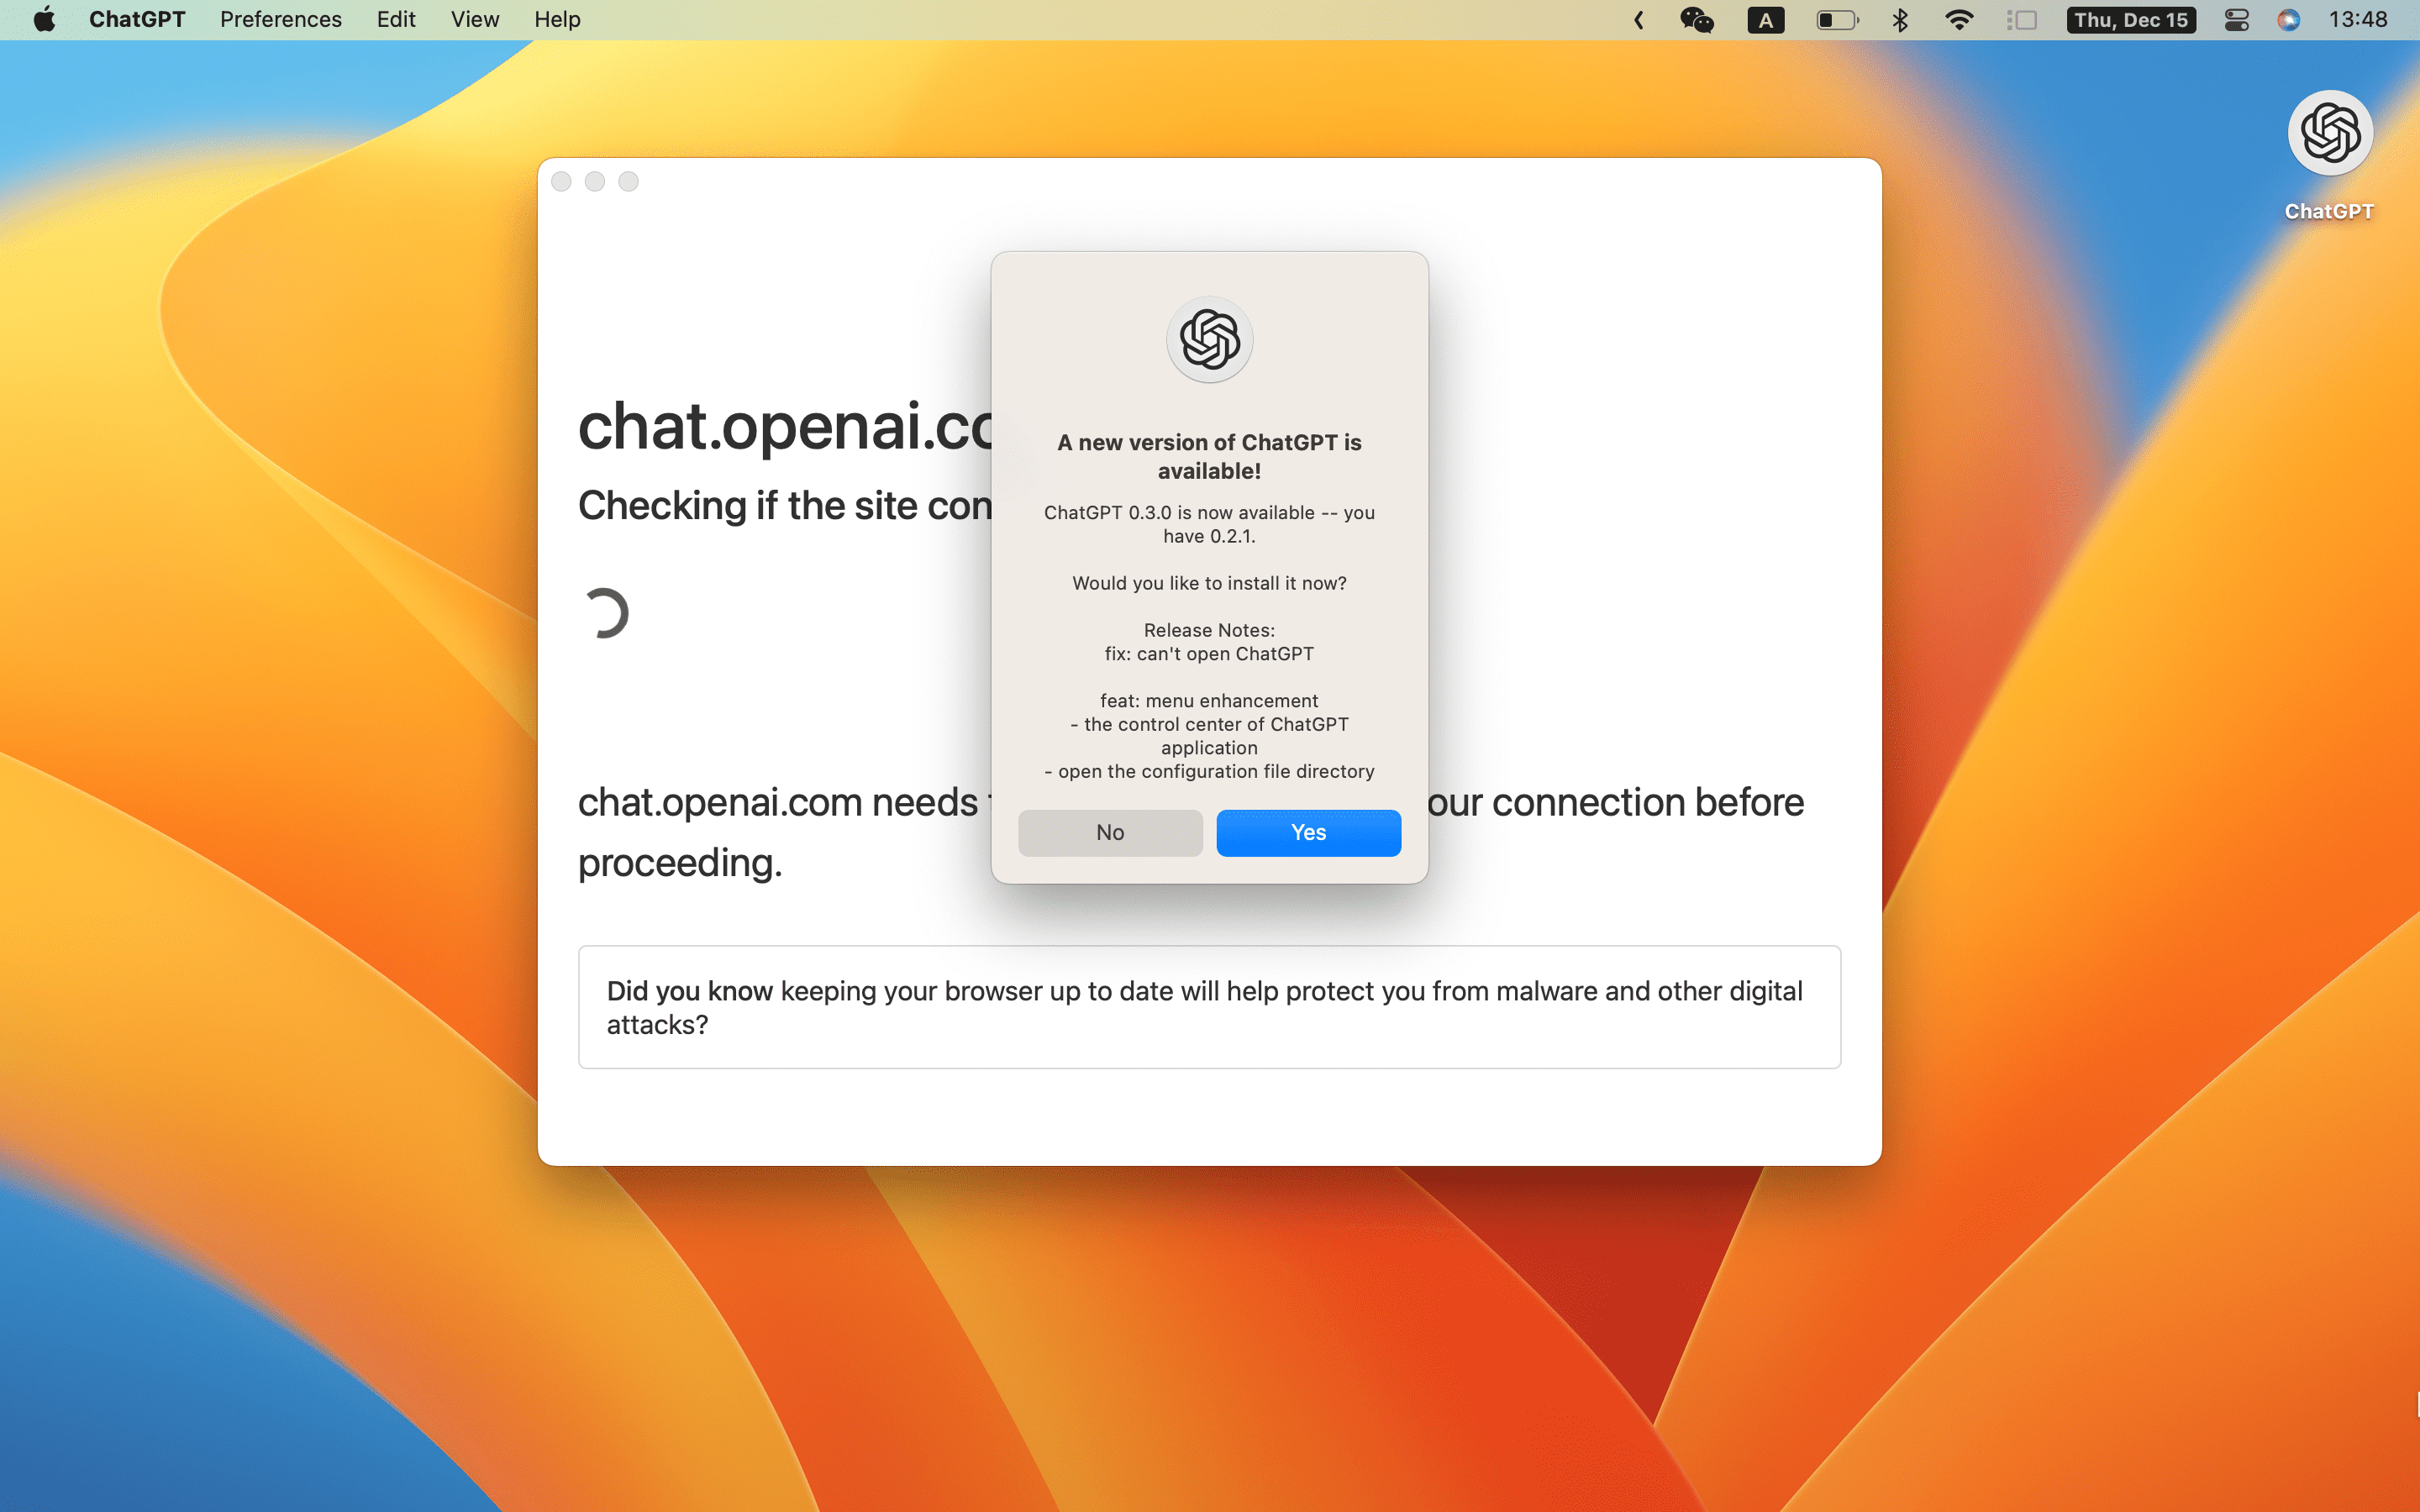 ChatGPT Preferences Edit View Help
A Thu, Dec 15 13:48
ChatGPT
chat.openai.co
Checking if the site con
A new version of ChatGPT is
available!
ChatGPT 0.3.0 is now available -- you
have 0.2.1.
Would you like to install it now?
Release Notes:
fix: can't open ChatGPT
feat: menu enhancement
- the control center of ChatGPT
application
- open the configuration file directory
No Yes
chat.openai.com needs our connection before
proceeding.
Did you know keeping your browser up to date will help protect you from malware and other digital
attacks?